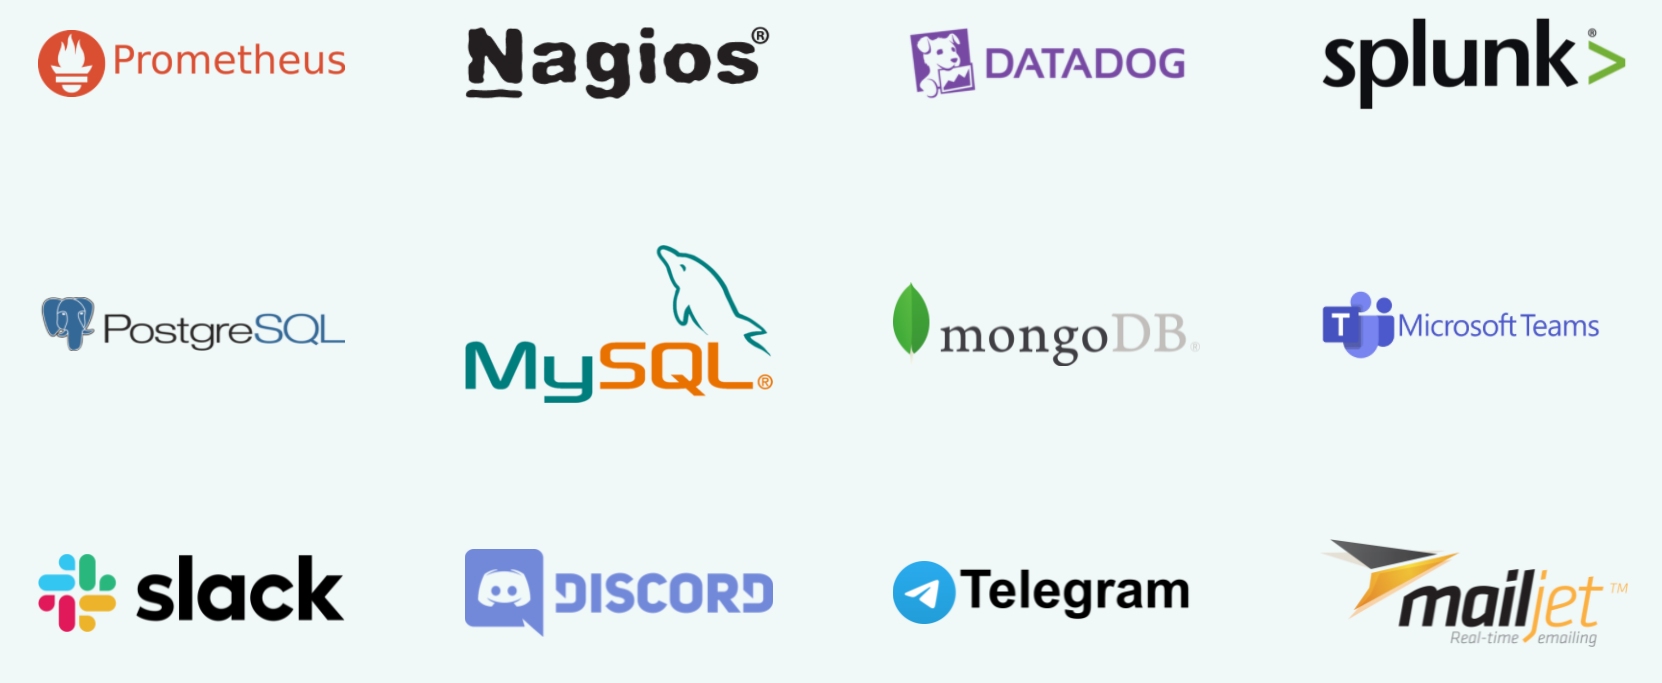 Prometheus
Nagios®
DATADOG
splunk®>
PostgreSQL
MySQL®
mongoDB®
T Microsoft Teams
slack
DISCORD
Telegram
mailjet™
Real-time emailing